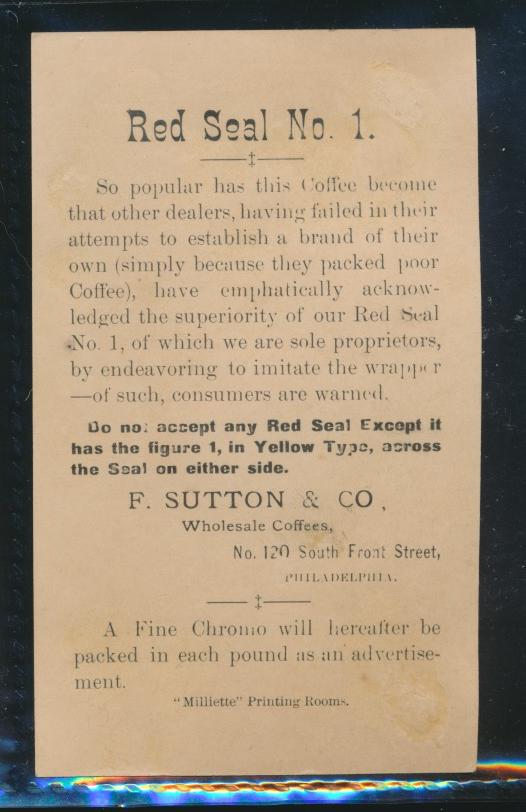 Red Seal No. 1.
So popular has this Coffee become
that other dealers, having failed in their
attempts to establish a brand of their
own (simply because they packed poor
Coffee), have emphatically acknow-
ledged the superiority of our Red Seal
No. 1, of which we are sole proprietors,
by endeavoring to imitate the wrapper
—of such, consumers are warned.
Do not accept any Red Seal Except it
has the figure 1, in Yellow Type, across
the Seal on either side.
F. SUTTON & CO,
Wholesale Coffees,
No. 120 South Front Street,
PHILADELPHIA.
A Fine Chromo will hereafter be
packed in each pound as an advertise-
ment.
"Milliette" Printing Rooms.